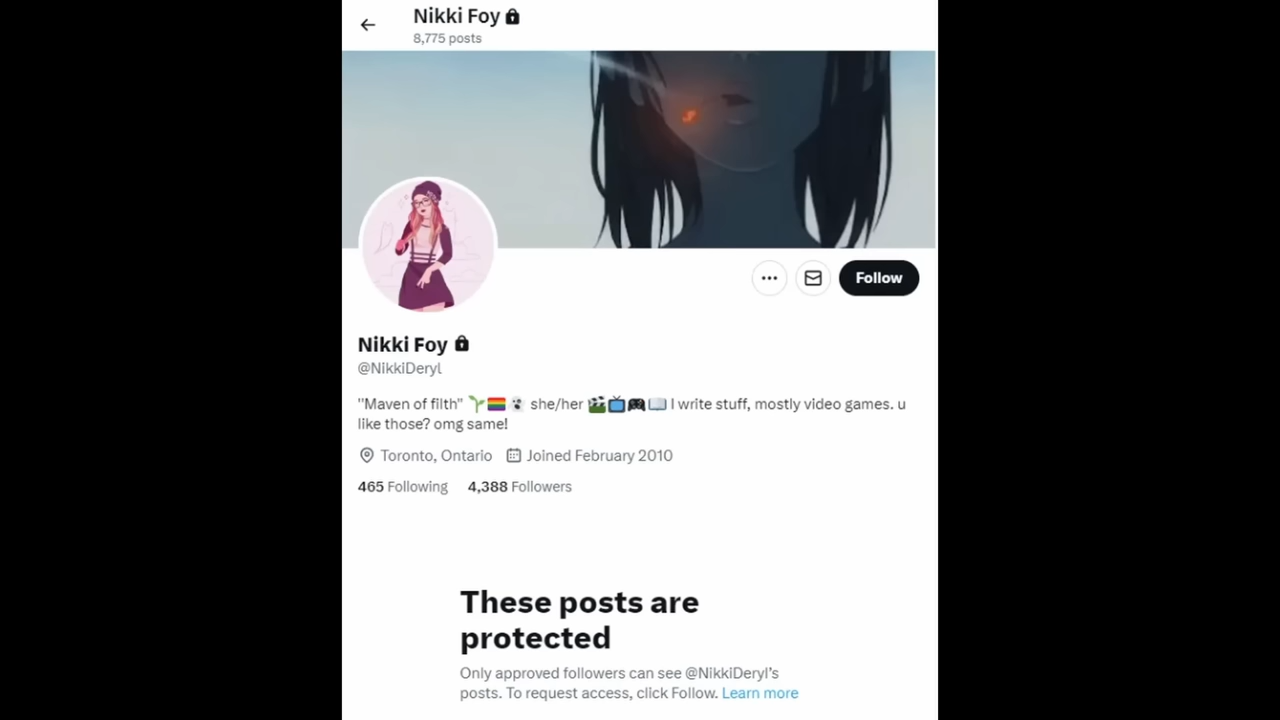 Nikki Foy
8,775 posts
Follow
Nikki Foy
@NikkiDeryl
"Maven of filth" 🌱🏳️‍🌈 she/her 🎬📺🎮📖 I write stuff, mostly video games. u
like those? omg same!
Toronto, Ontario Joined February 2010
465 Following 4,388 Followers
These posts are
protected
Only approved followers can see @NikkiDeryl's
posts. To request access, click Follow. Learn more